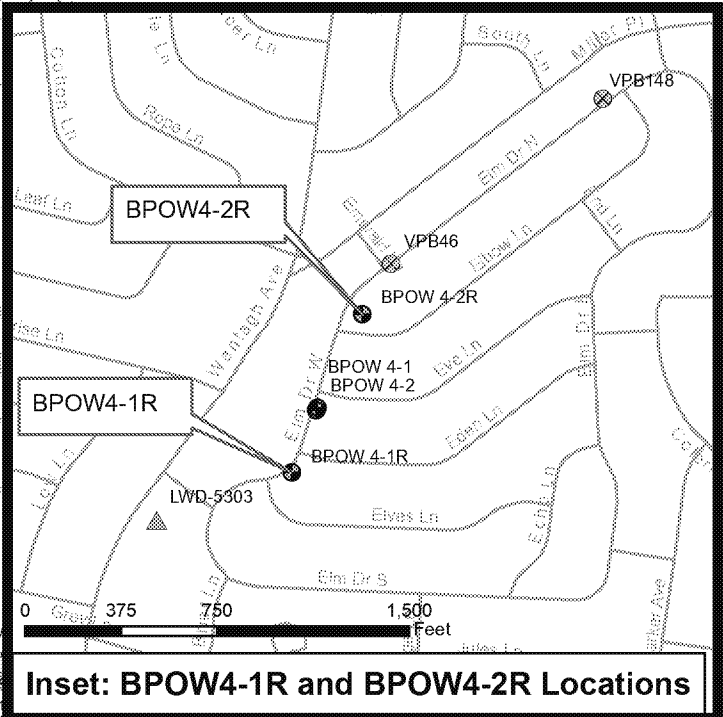 South Ln
Miller Pl
Cotton Ln
VPB148
Rope Ln
Elm Dr N
Leaf Ln
BPOW4-2R
VPB46
Elbow Ln
BPOW 4-2R
Wantagh Ave
Elm Dr N
BPOW 4-1
BPOW 4-2
Eve Ln
BPOW4-1R
Eden Ln
BPOW 4-1R
LWD-5303
Elves Ln
Echo Ln
Elm Dr S
0 375 750 1,500
Feet
Jules Ln
Inset: BPOW4-1R and BPOW4-2R Locations